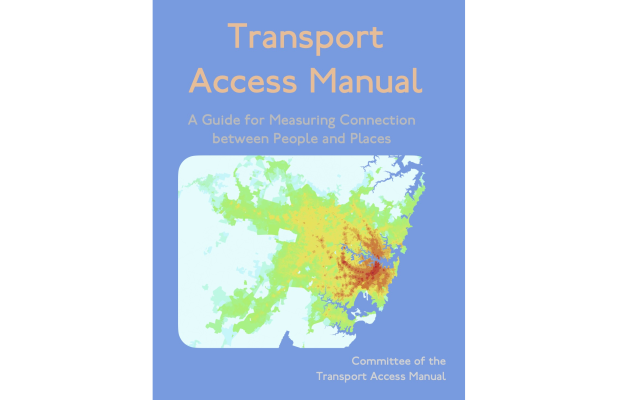 Transport
Access Manual
A Guide for Measuring Connection
between People and Places
Committee of the
Transport Access Manual